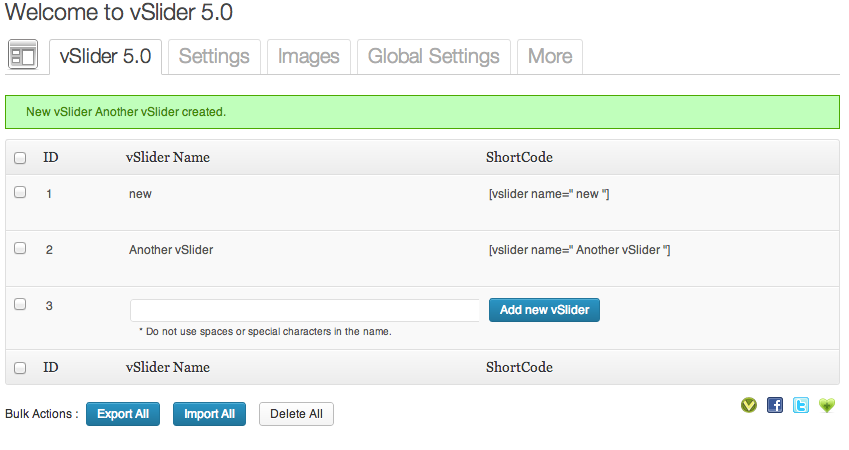 Welcome to vSlider 5.0
vSlider 5.0 Settings Images Global Settings More
New vSlider Another vSlider created.
ID vSlider Name ShortCode
1 new [vslider name=" new "]
2 Another vSlider [vslider name=" Another vSlider "]
3 Add new vSlider
* Do not use spaces or special characters in the name.
ID vSlider Name ShortCode
Bulk Actions : Export All Import All Delete All